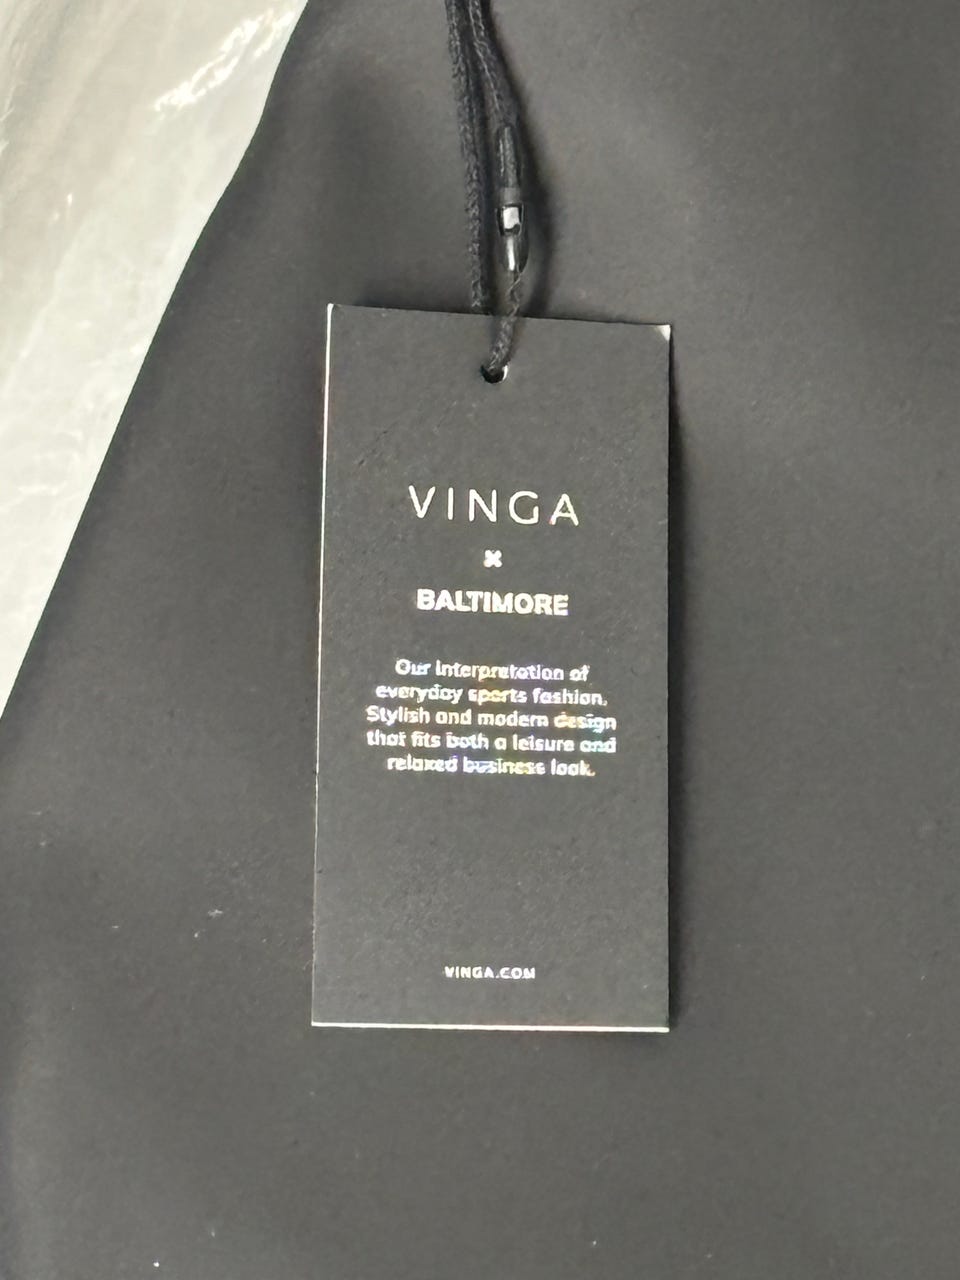 VINGA
x
BALTIMORE
Our interpretation of
everyday sports fashion.
Stylish and modern design
that fits both a leisure and
relaxed business look.
VINGA.COM